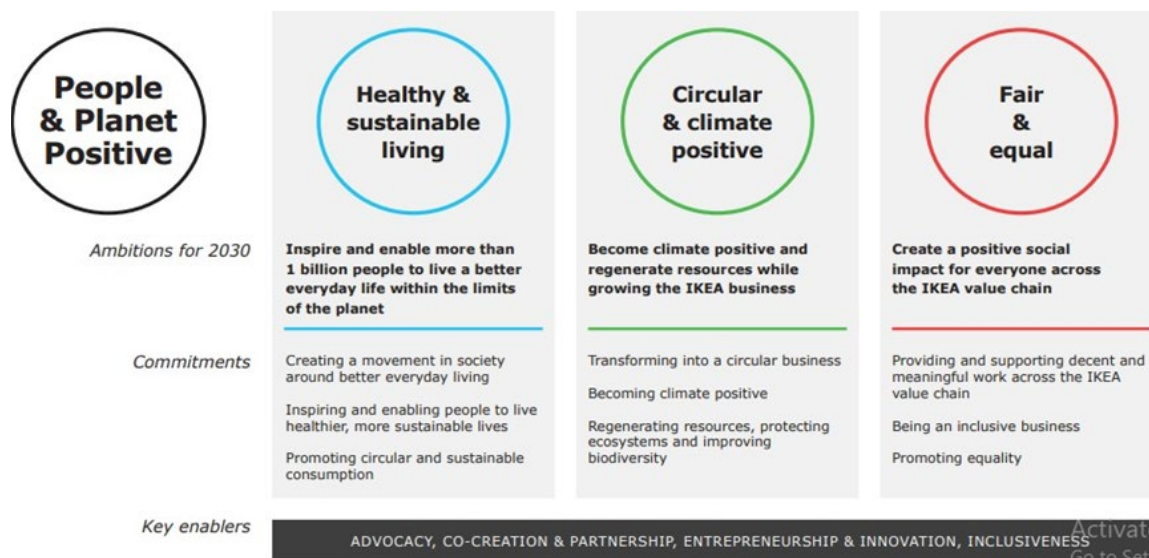 People
& Planet
Positive
Healthy &
sustainable
living
Circular
& climate
positive
Fair
&
equal
Ambitions for 2030
Inspire and enable more than
1 billion people to live a better
everyday life within the limits
of the planet
Become climate positive and
regenerate resources while
growing the IKEA business
Create a positive social
impact for everyone across
the IKEA value chain
Commitments
Creating a movement in society
around better everyday living
Inspiring and enabling people to live
healthier, more sustainable lives
Promoting circular and sustainable
consumption
Transforming into a circular business
Becoming climate positive
Regenerating resources, protecting
ecosystems and improving
biodiversity
Providing and supporting decent and
meaningful work across the IKEA
value chain
Being an inclusive business
Promoting equality
Key enablers
ADVOCACY, CO-CREATION & PARTNERSHIP, ENTREPRENEURSHIP & INNOVATION, INCLUSIVENESS
Activat
Go to Set